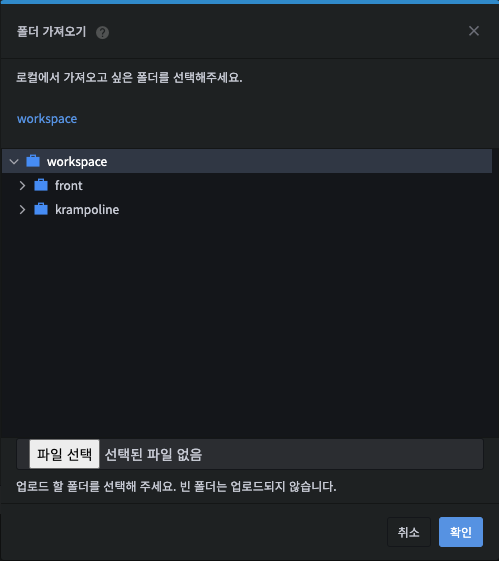 폴더 가져오기
로컬에서 가져오고 싶은 폴더를 선택해주세요.
workspace
workspace
front
krampoline
파일 선택 선택된 파일 없음
업로드 할 폴더를 선택해 주세요. 빈 폴더는 업로드되지 않습니다.
취소 확인